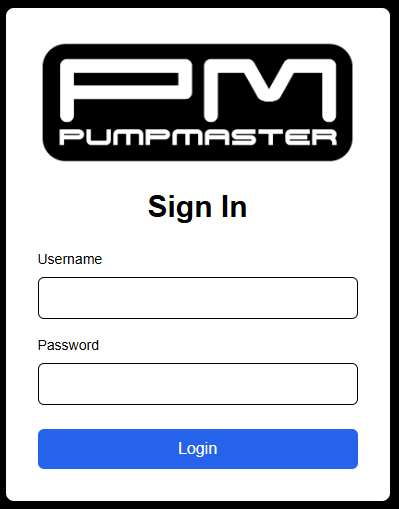 PM
PUMPMASTER
Sign In
Username
Password
Login